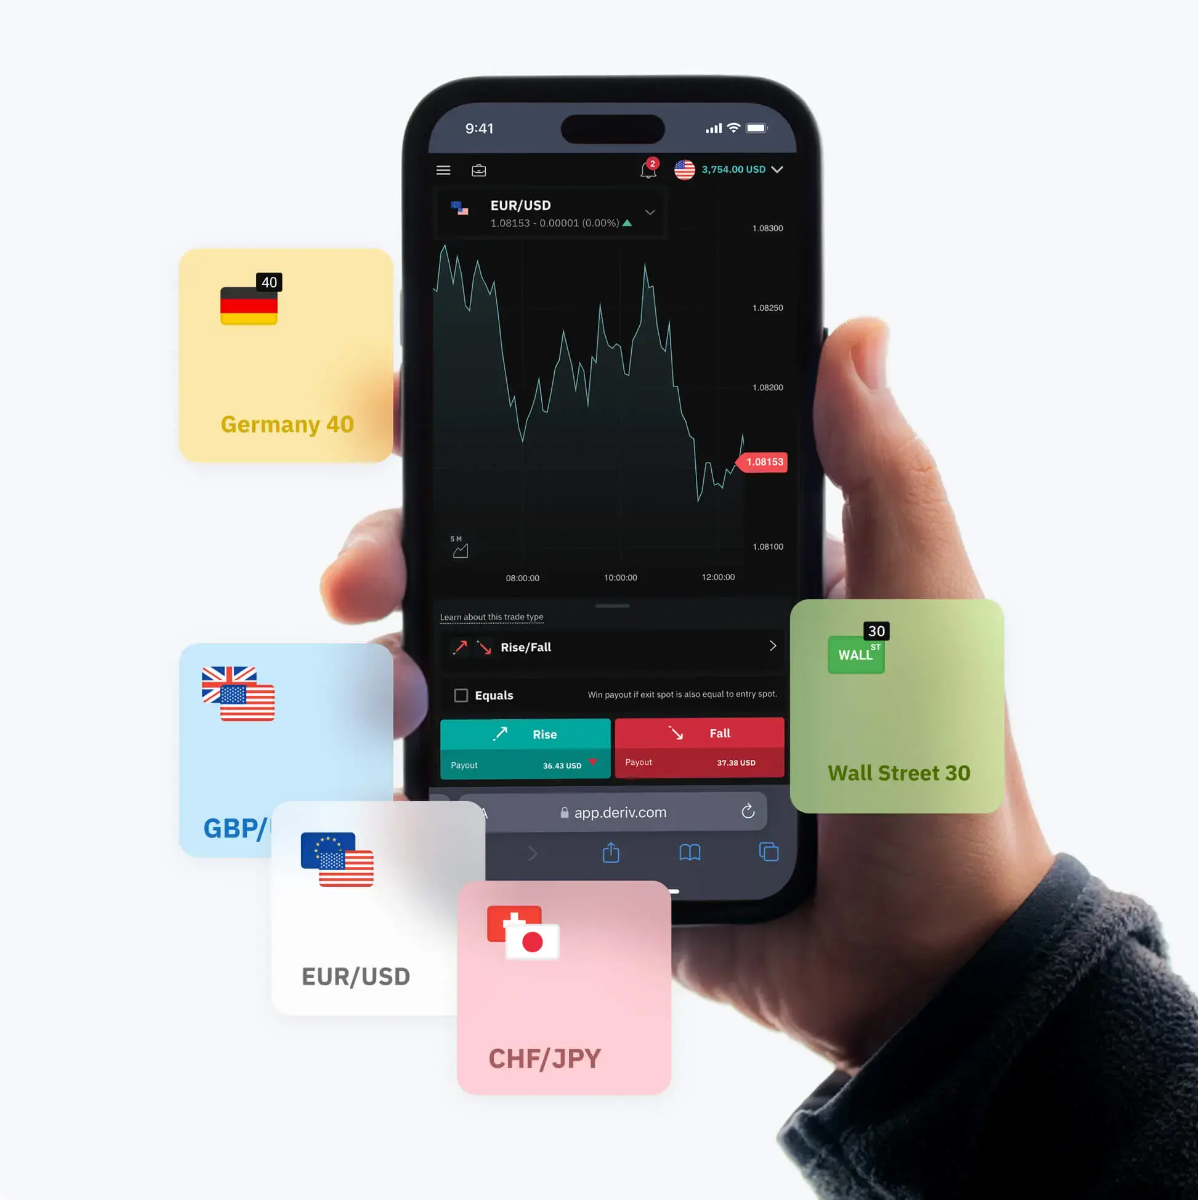 9:41
2
3,754.00 USD
EUR/USD
1.08153 - 0.00001 (0.00%)
1.08300
1.08250
1.08200
1.08153
1.08100
5 M
08:00:00
10:00:00
12:00:00
Learn about this trade type
Rise/Fall
Equals
Win payout if exit spot is also equal to entry spot.
Rise
Payout
36.43 USD
Fall
Payout
37.38 USD
app.deriv.com
40
Germany 40
GBP/
EUR/USD
CHF/JPY
30
WALL ST
Wall Street 30